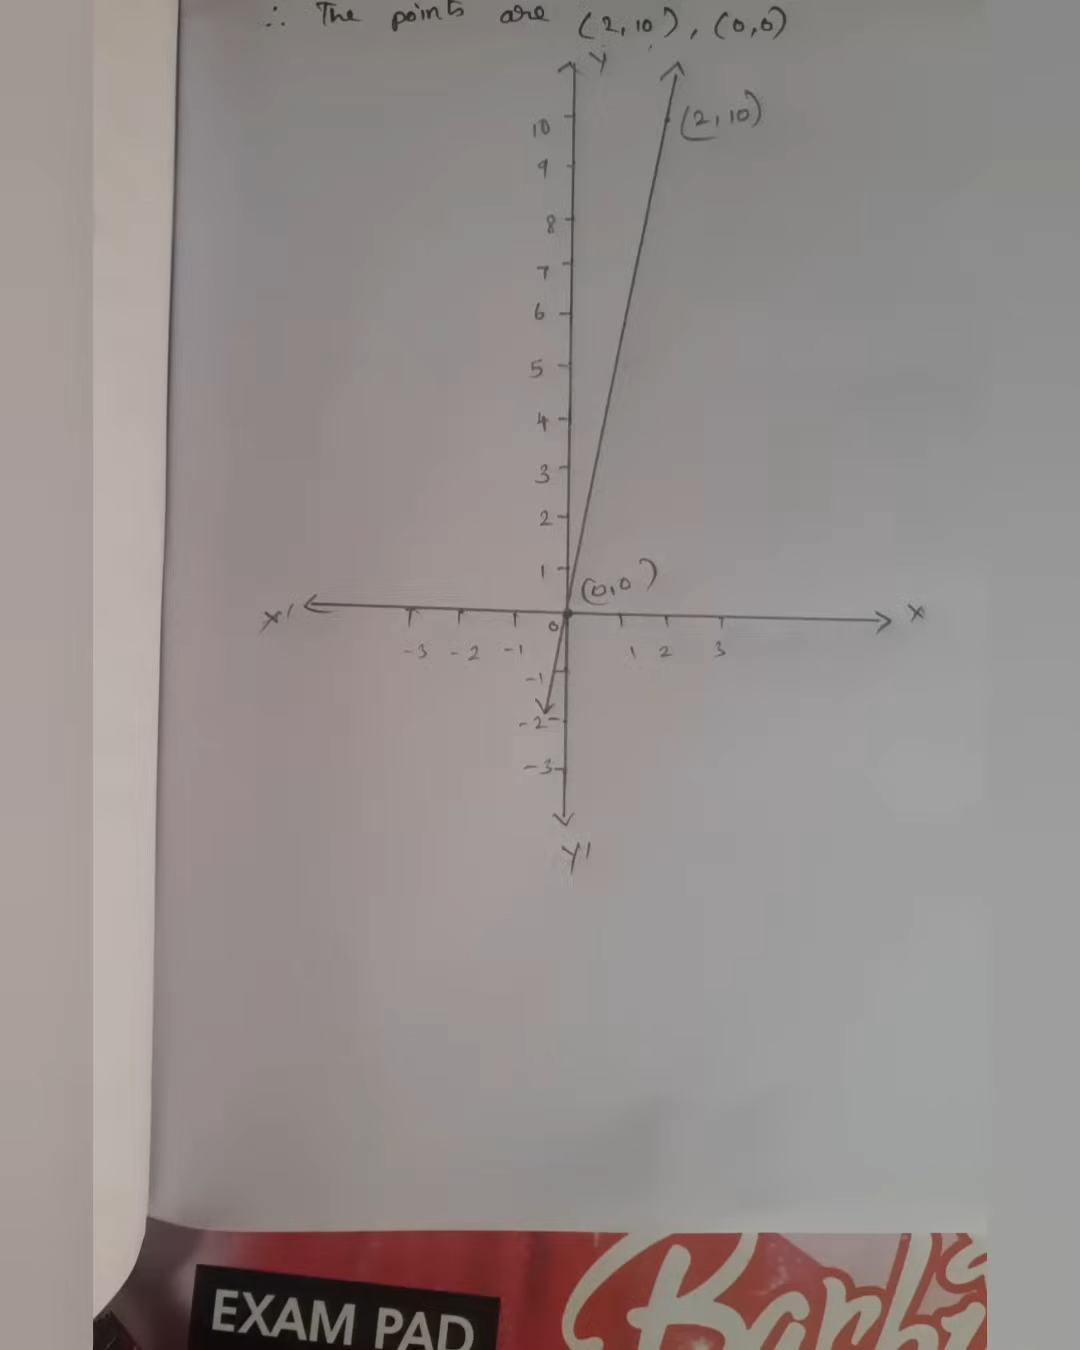 ∴ The points are (2,10), (0,0)
Y
(2,10)
10
9
8
7
6
5
4
3
2
1
(0,0)
X'
X
0
-3 -2 -1 1 2 3
-1
-2
-3
Y'
EXAM PAD
Barbie